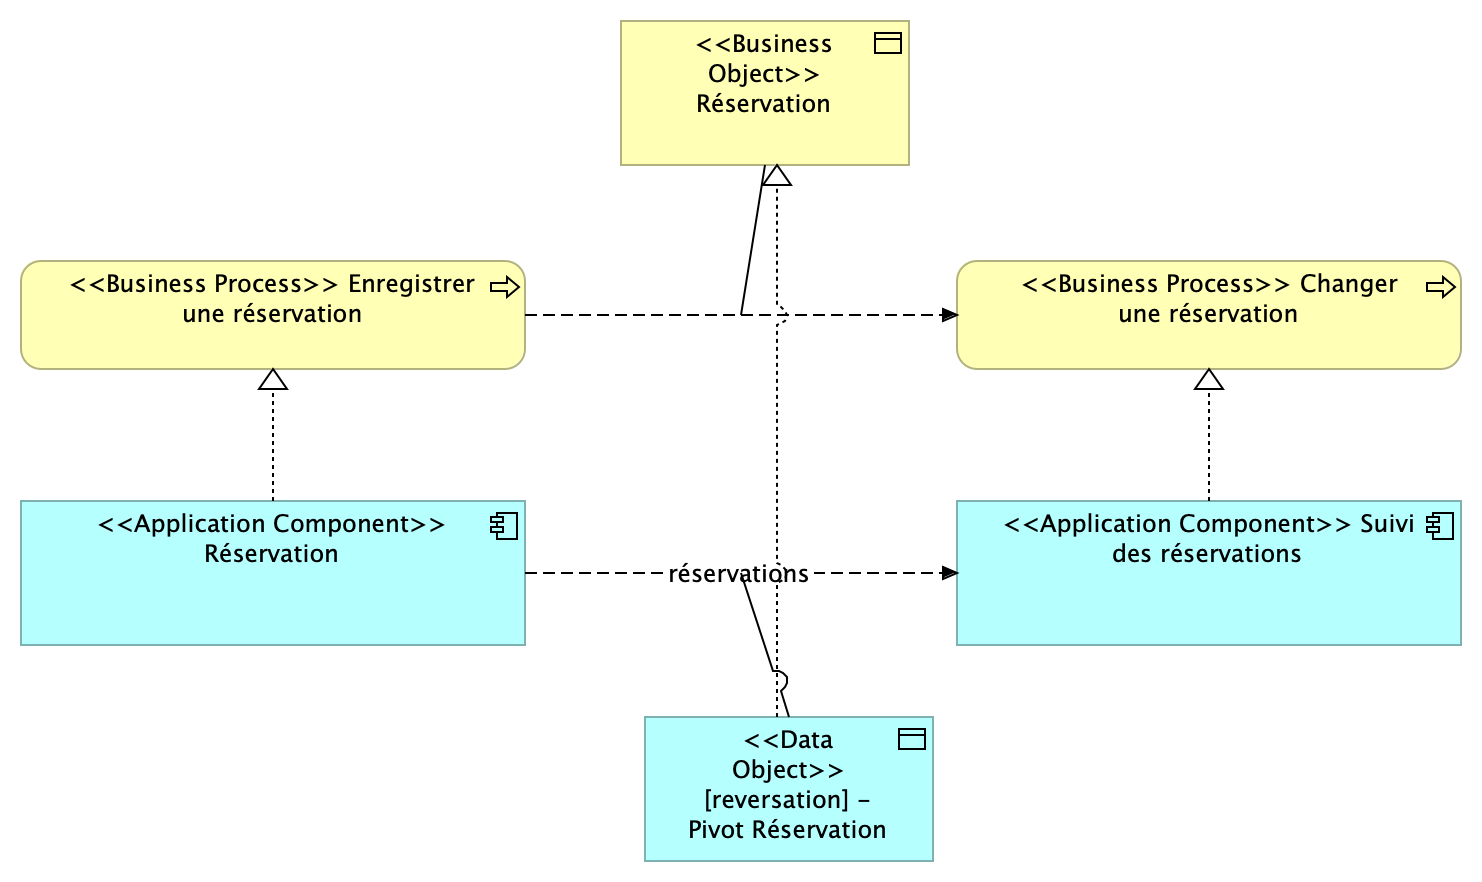 <<Business
Object>>
Réservation
<<Business Process>> Enregistrer
une réservation
<<Business Process>> Changer
une réservation
<<Application Component>>
Réservation
<<Application Component>> Suivi
des réservations
réservations
<<Data
Object>>
[reversation] -
Pivot Réservation